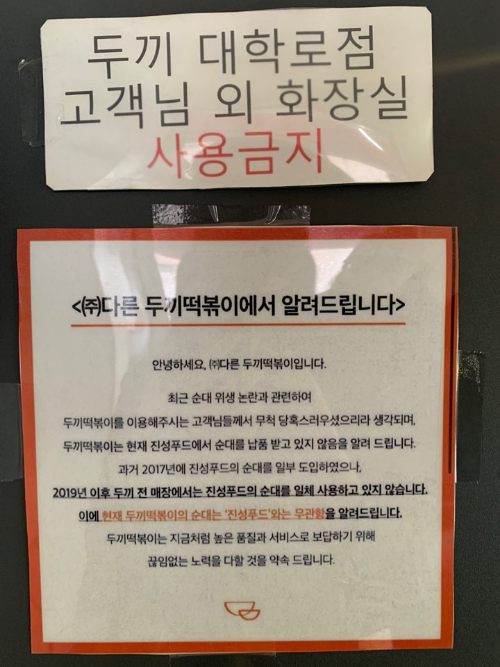 두끼 대학로점
고객님 외 화장실
사용금지
<㈜다른 두끼떡볶이에서 알려드립니다>
안녕하세요, ㈜다른 두끼떡볶이입니다.
최근 순대 위생 논란과 관련하여
두끼떡볶이를 이용해주시는 고객님들께서 무척 당혹스러우셨으리라 생각되며,
두끼떡볶이는 현재 진성푸드에서 순대를 납품 받고 있지 않음을 알려 드립니다.
과거 2017년에 진성푸드의 순대를 일부 도입하였으나,
2019년 이후 두끼 전 매장에서는 진성푸드의 순대를 일체 사용하고 있지 않습니다.
이에 현재 두끼떡볶이의 순대는 '진성푸드'와는 무관함을 알려드립니다.
두끼떡볶이는 지금처럼 높은 품질과 서비스로 보답하기 위해
끊임없는 노력을 다할 것을 약속 드립니다.